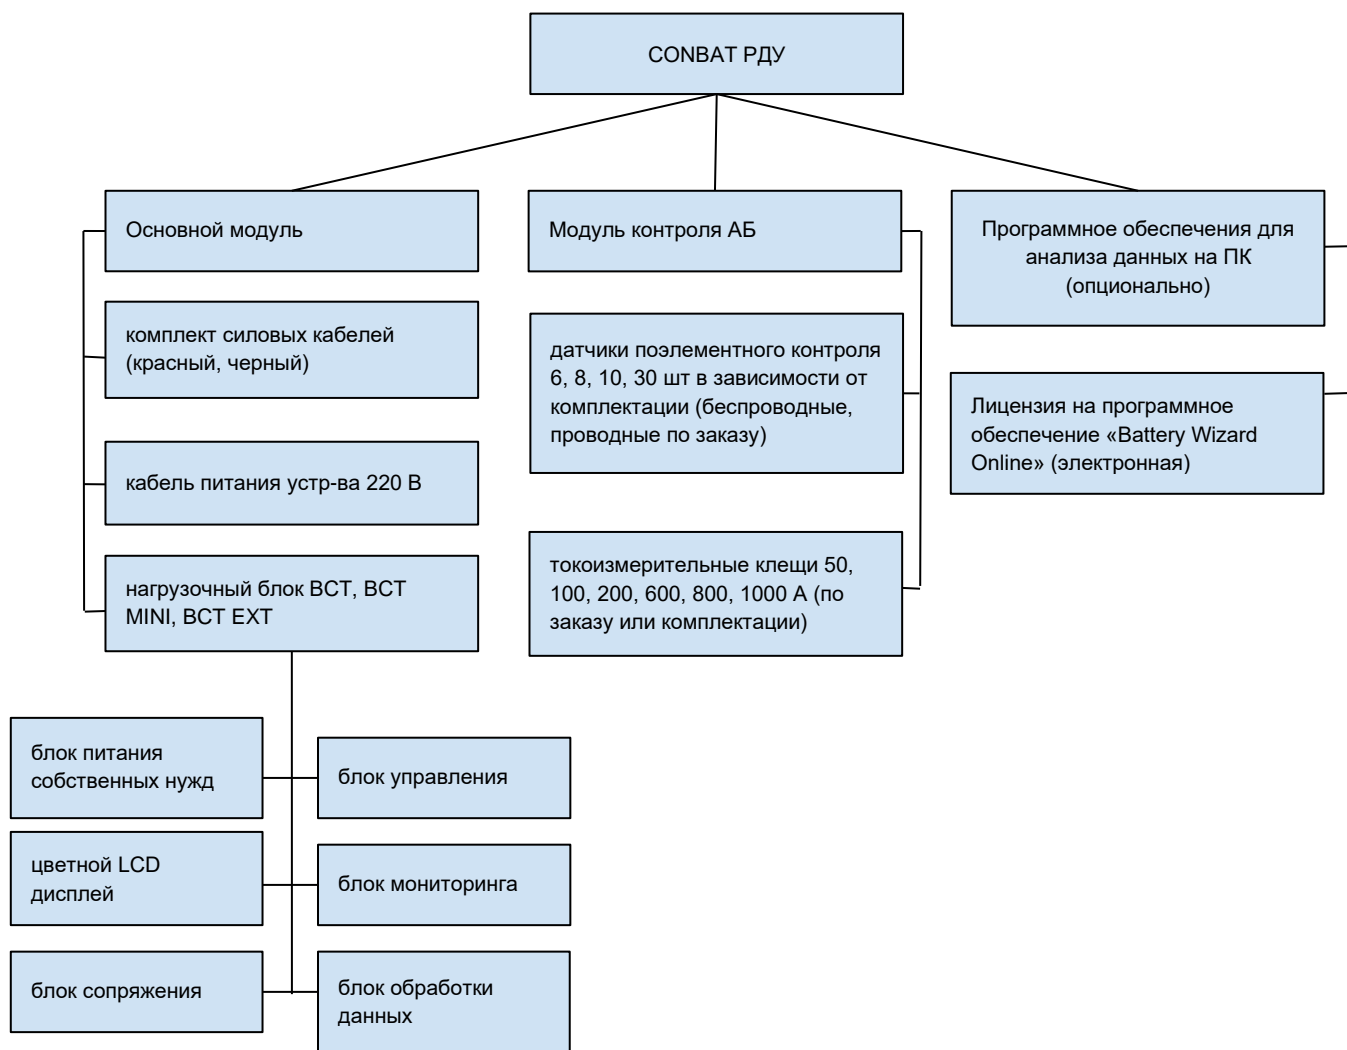 CONBAT РДУ
Основной модуль
комплект силовых кабелей
(красный, черный)
кабель питания устр-ва 220 В
нагрузочный блок BCT, BCT
MINI, BCT EXT
блок питания
собственных нужд
блок управления
цветной LCD
дисплей
блок мониторинга
блок сопряжения
блок обработки
данных
Модуль контроля АБ
датчики поэлементного контроля
6, 8, 10, 30 шт в зависимости от
комплектации (беспроводные,
проводные по заказу)
токоизмерительные клещи 50,
100, 200, 600, 800, 1000 А (по
заказу или комплектации)
Программное обеспечения для
анализа данных на ПК
(опционально)
Лицензия на программное
обеспечение «Battery Wizard
Online» (электронная)